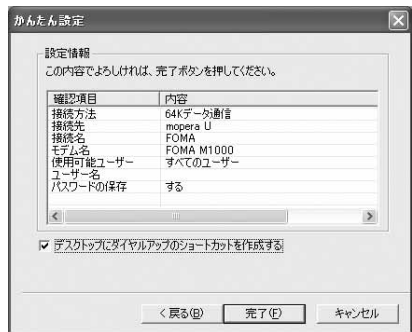 かんたん設定
設定情報
この内容でよろしければ、完了ボタンを押してください。
確認項目 内容
接続方法 64Kデータ通信
接続先 mopera U
接続名 FOMA
モデム名 FOMA M1000
使用可能ユーザー すべてのユーザー
ユーザー名
パスワードの保存 する
デスクトップにダイヤルアップのショートカットを作成する
< 戻る(B) 完了(F) キャンセル